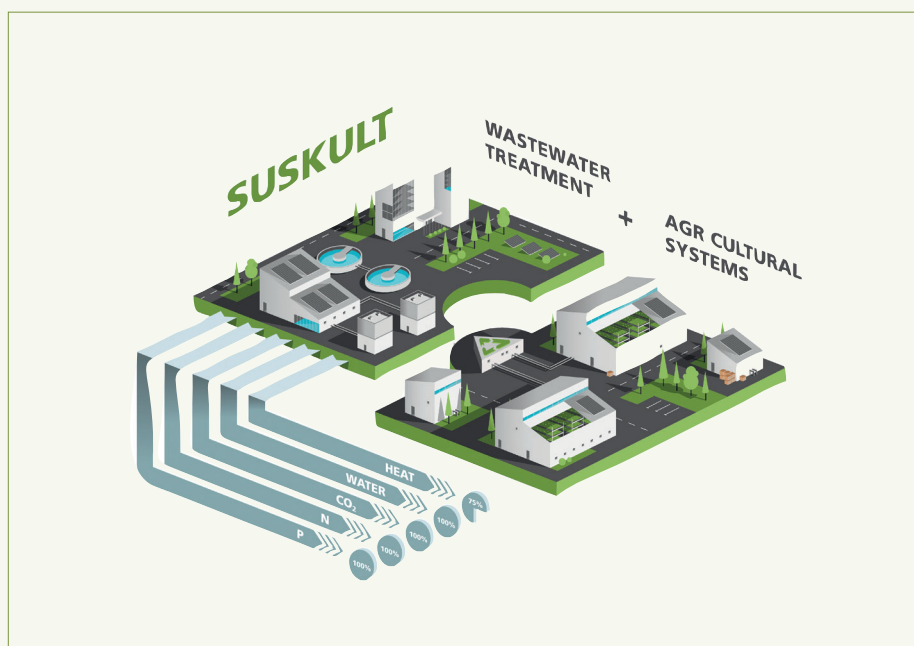 SUSKULT
WASTEWATER
TREATMENT
+
AGR CULTURAL
SYSTEMS
HEAT
WATER
CO₂
N
P
75%
100%
100%
100%
100%